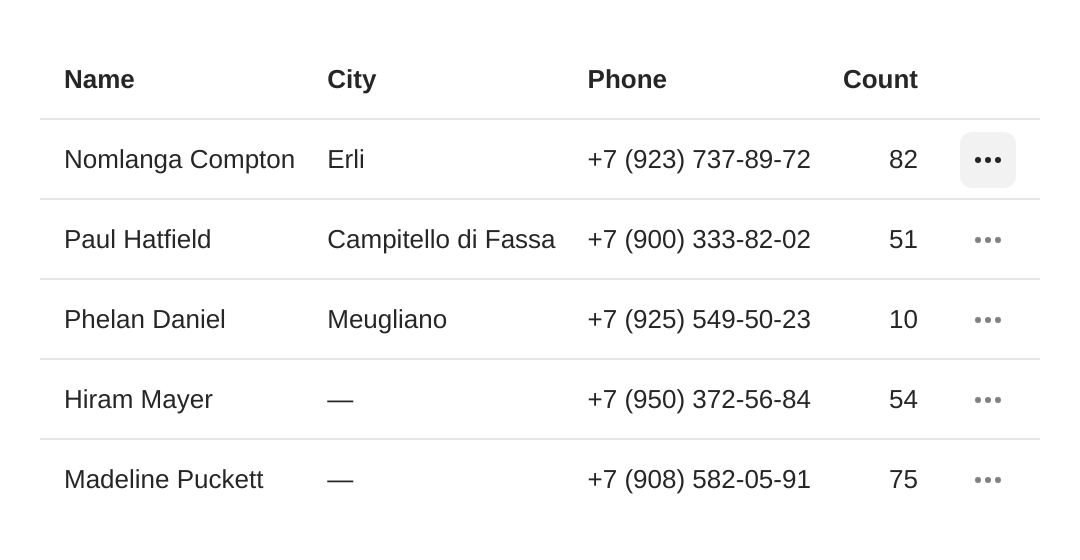 Name City Phone Count
Nomlanga Compton Erli +7 (923) 737-89-72 82
Paul Hatfield Campitello di Fassa +7 (900) 333-82-02 51
Phelan Daniel Meugliano +7 (925) 549-50-23 10
Hiram Mayer — +7 (950) 372-56-84 54
Madeline Puckett — +7 (908) 582-05-91 75